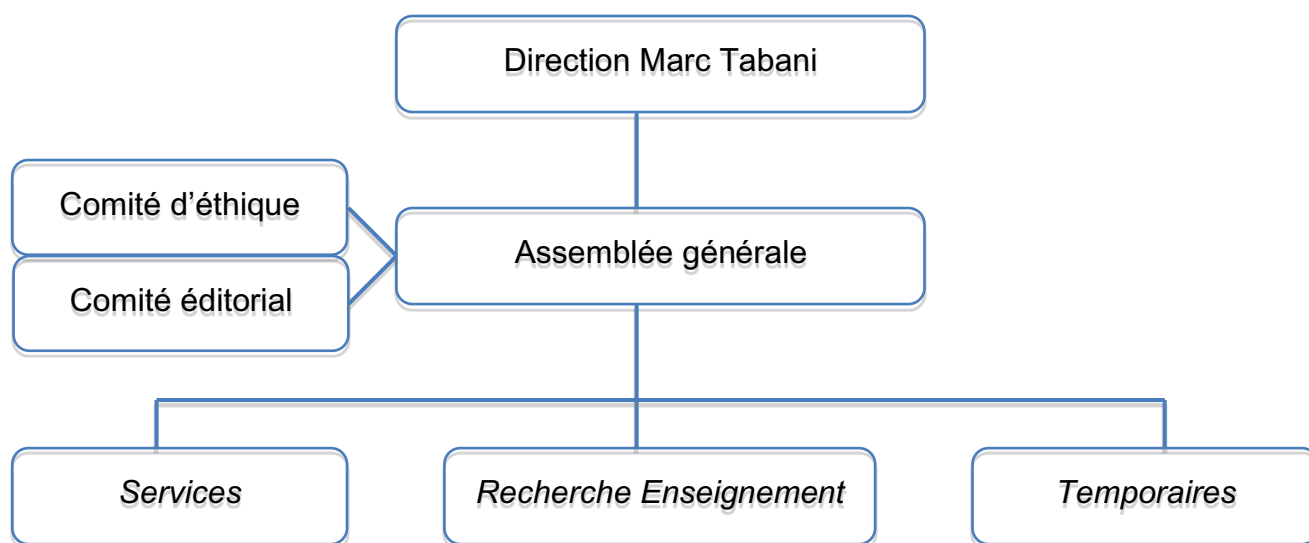 Direction Marc Tabani
Comité d’éthique
Assemblée générale
Comité éditorial
Services
Recherche Enseignement
Temporaires